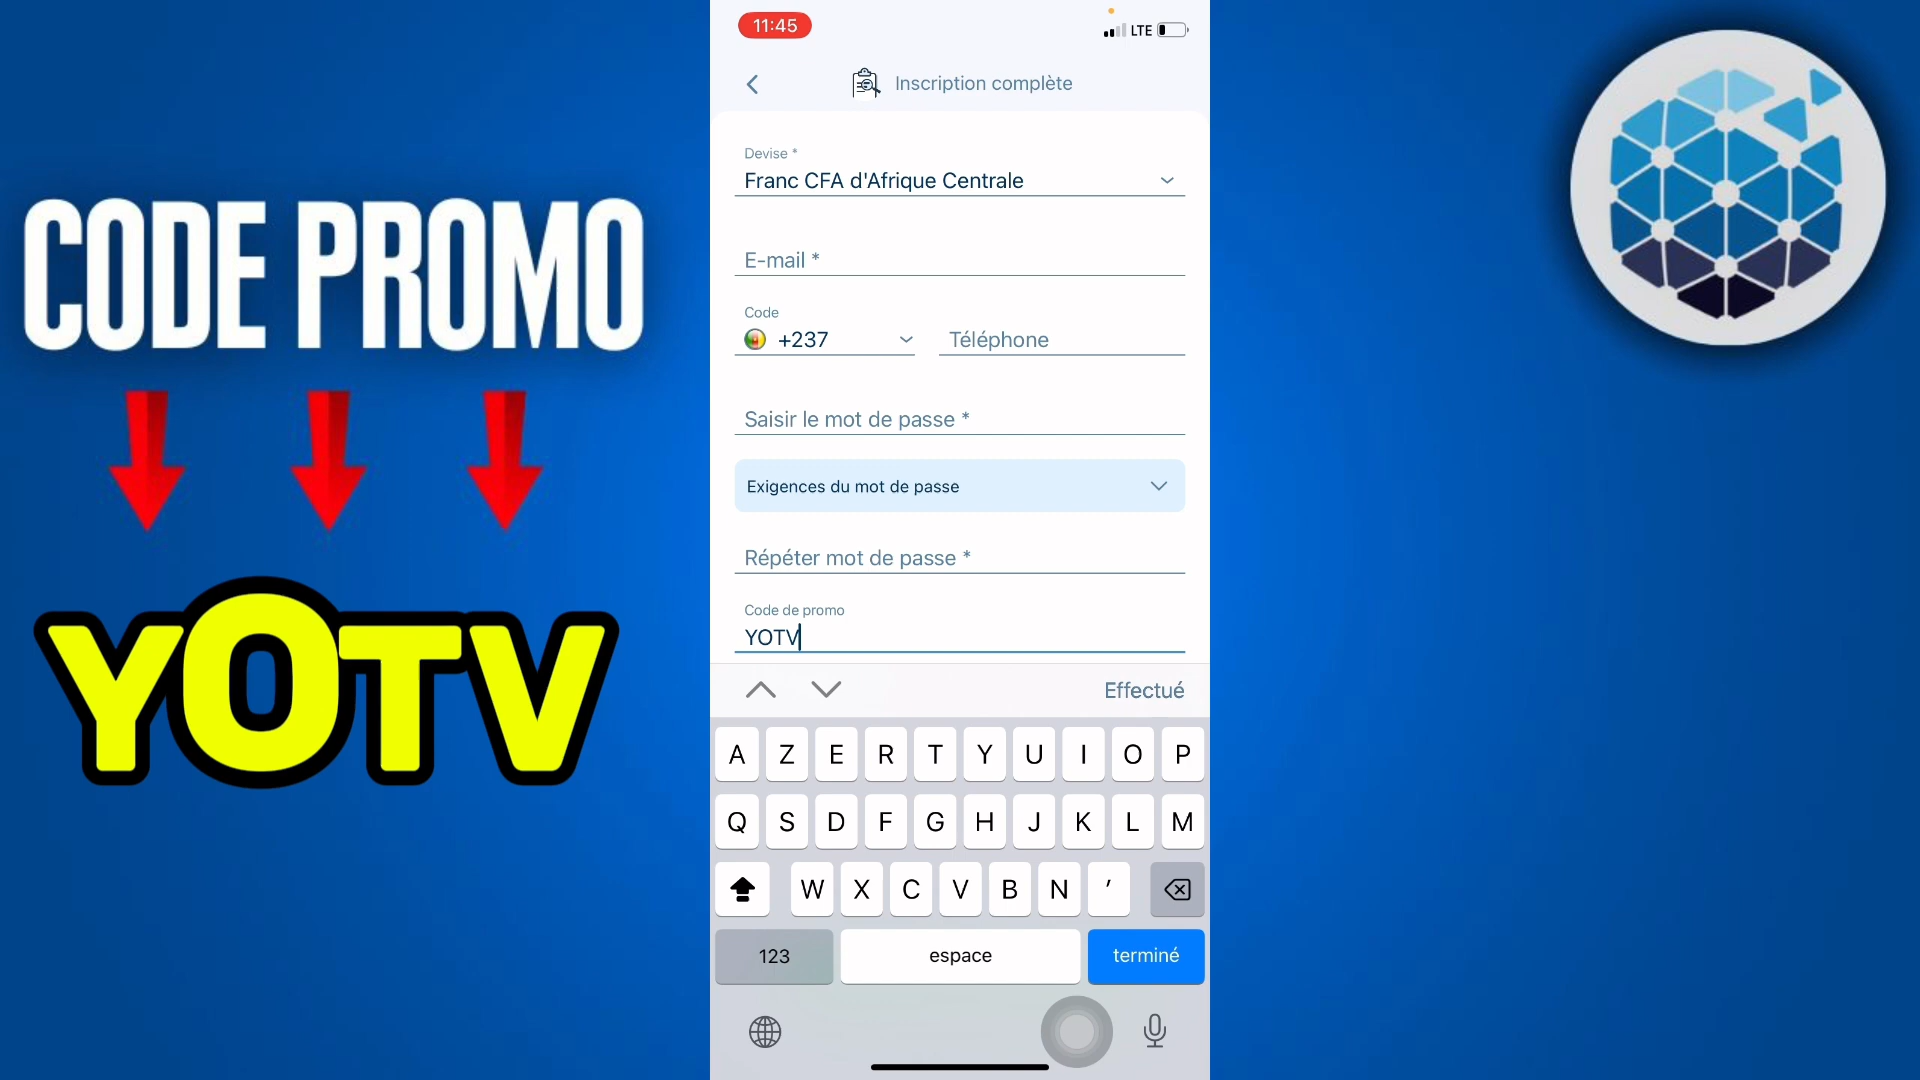 CODE PROMO
YOTV
11:45
LTE
Inscription complète
Devise *
Franc CFA d'Afrique Centrale
E-mail *
Code
+237
Téléphone
Saisir le mot de passe *
Exigences du mot de passe
Répéter mot de passe *
Code de promo
YOTV
Effectué
A Z E R T Y U I O P
Q S D F G H J K L M
W X C V B N ʼ
123 espace terminé